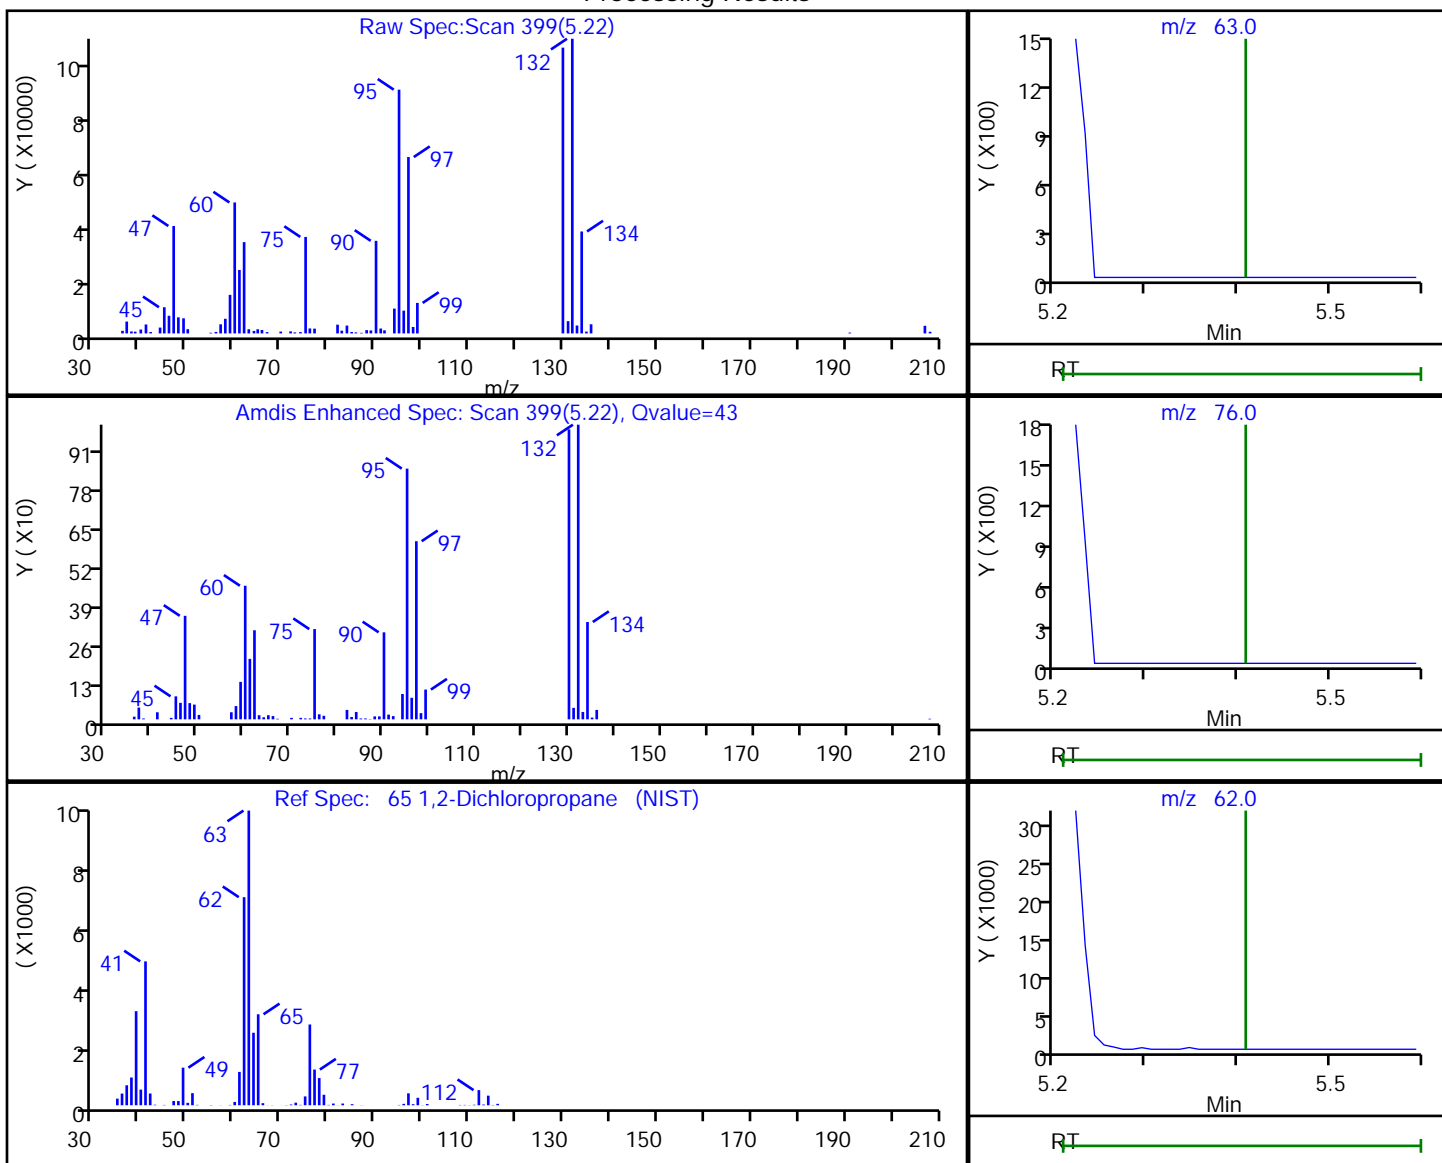 Processing Results
Raw Spec:Scan 399(5.22)
Y ( X10000)
10
8
6
4
2
0
132
95
97
60
47
75
90
134
45
99
30 50 70 90 110 130 150 170 190 210
m/z
m/z 63.0
Y ( X100)
15
12
9
6
3
0
5.2 5.5
Min
RT
Amdis Enhanced Spec: Scan 399(5.22), Qvalue=43
Y ( X10)
91
78
65
52
39
26
13
0
132
95
97
60
47
75
90
134
45
99
30 50 70 90 110 130 150 170 190 210
m/z
m/z 76.0
Y ( X100)
18
15
12
9
6
3
0
5.2 5.5
Min
RT
Ref Spec: 65 1,2-Dichloropropane (NIST)
( X1000)
10
8
6
4
2
0
63
62
41
65
49
77
112
30 50 70 90 110 130 150 170 190 210
m/z 62.0
Y ( X1000)
30
25
20
15
10
5
0
5.2 5.5
Min
RT